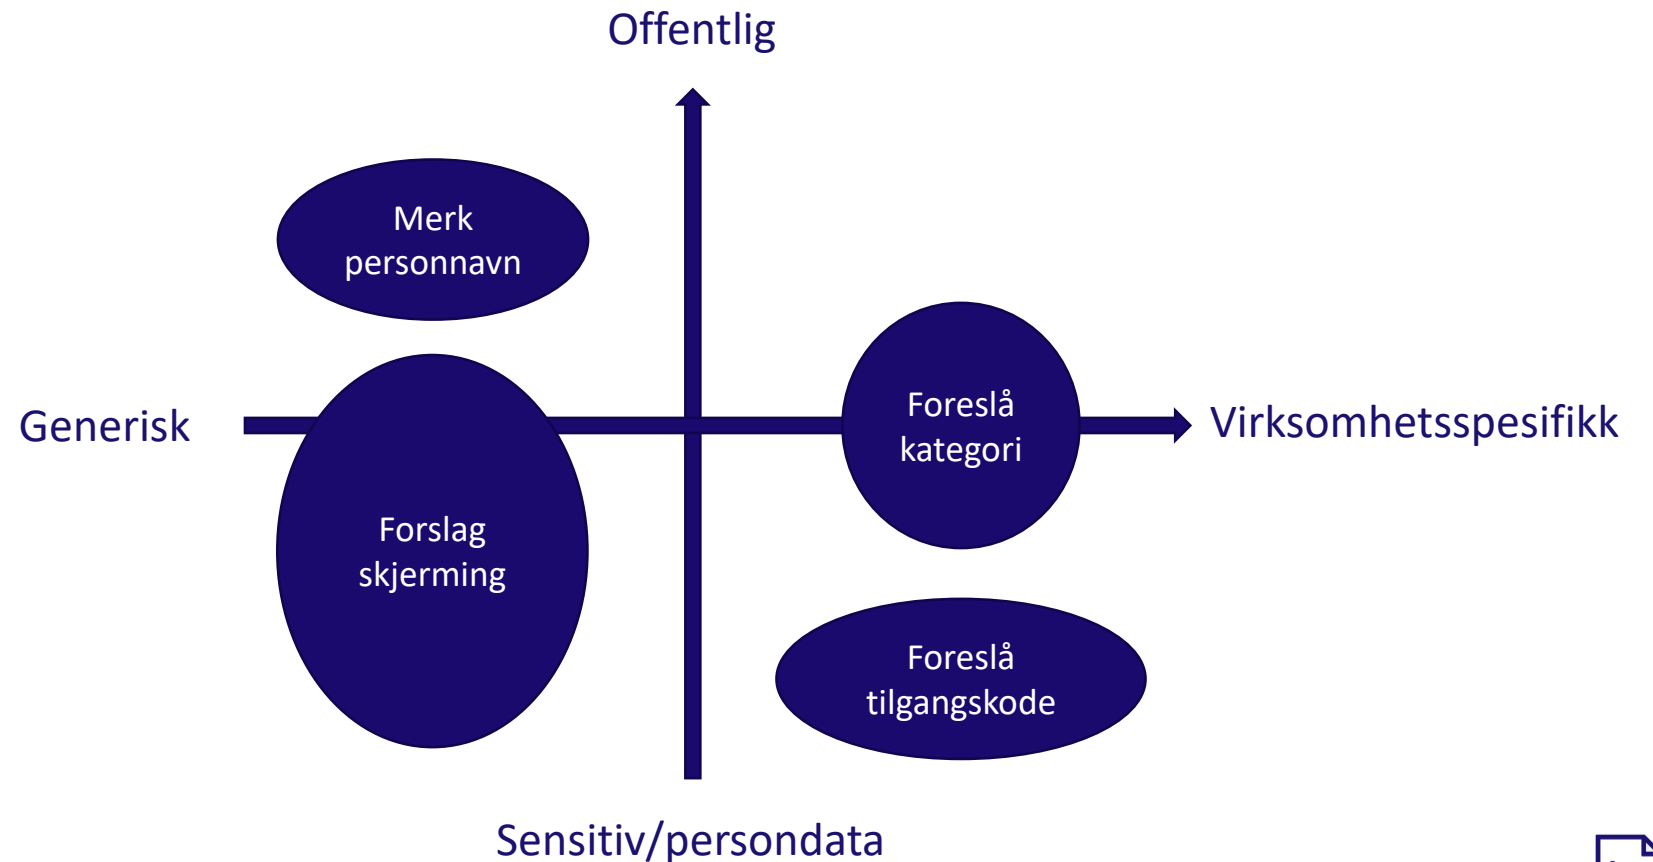 Offentlig
Merk
personnavn
Generisk
Foreslå
kategori
Virksomhetsspesifikk
Forslag
skjerming
Foreslå
tilgangskode
Sensitiv/persondata